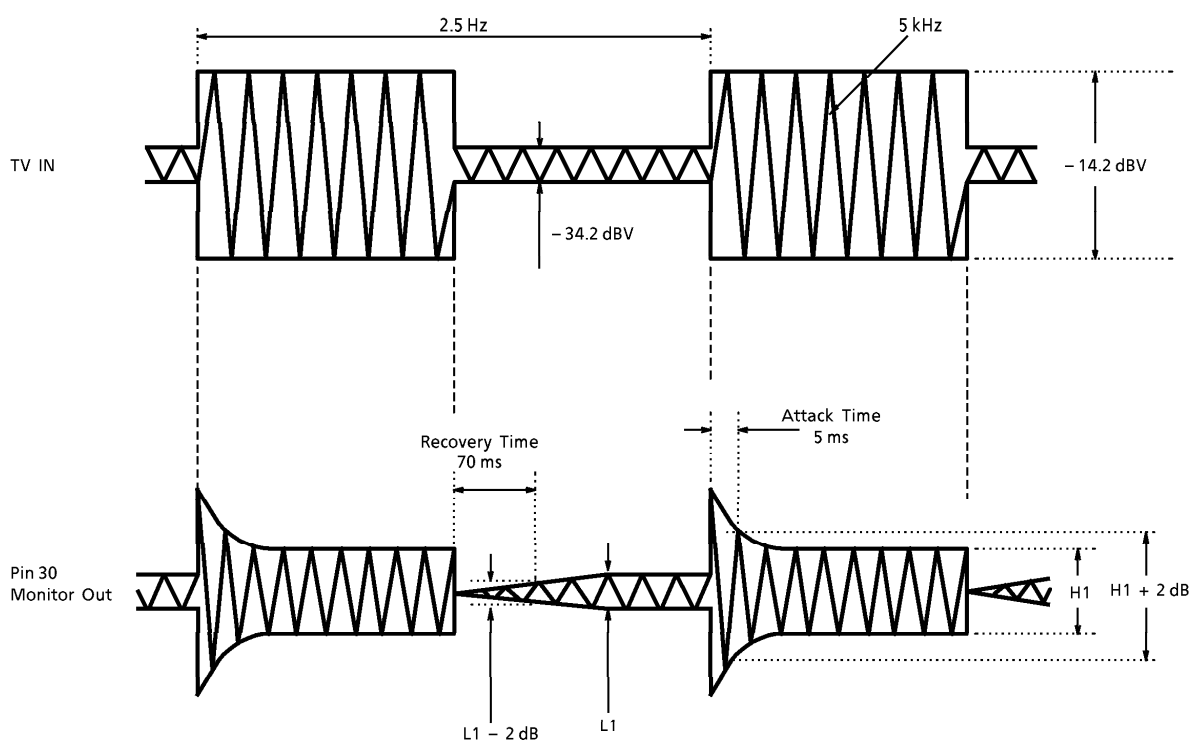 2.5 Hz
5 kHz
TV IN
– 14.2 dBV
– 34.2 dBV
Attack Time
5 ms
Recovery Time
70 ms
Pin 30
Monitor Out
H1
H1 + 2 dB
L1 – 2 dB
L1